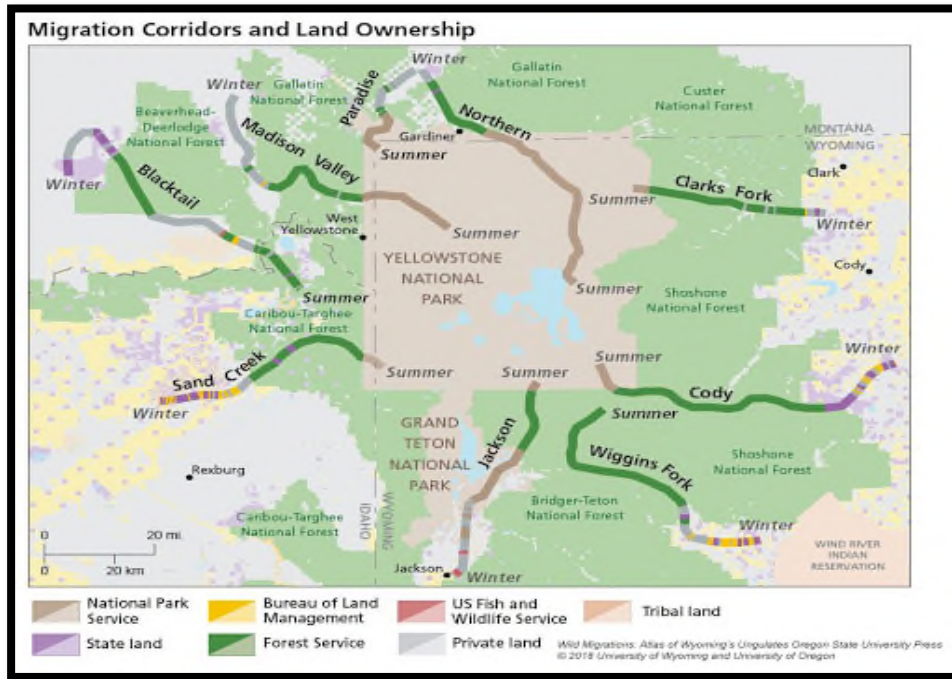 Migration Corridors and Land Ownership
Winter
Gallatin
National Forest
Winter
Gallatin
National Forest
Custer
National Forest
Beaverhead-
Deerlodge
National Forest
Paradise
Northern
Gardiner
MONTANA
WYOMING
Madison Valley
Summer
Clark
Winter
Blacktail
Summer
Clarks Fork
Winter
West
Yellowstone
Summer
YELLOWSTONE
NATIONAL
PARK
Cody
Summer
Summer
Shoshone
National Forest
Caribou-Targhee
National Forest
Winter
Sand Creek
Summer
Summer
Summer
Cody
Winter
Summer
GRAND
TETON
NATIONAL
PARK
Jackson
Wiggins Fork
Shoshone
National Forest
Rexburg
Bridger-Teton
National Forest
Caribou-Targhee
National Forest
IDAHO
WYOMING
Winter
WIND RIVER
INDIAN
RESERVATION
0 20 mi.
0 20 km
Jackson
Winter
National Park
Service
Bureau of Land
Management
US Fish and
Wildlife Service
Tribal land
State land
Forest Service
Private land
Wild Migrations: Atlas of Wyoming's Ungulates Oregon State University Press
© 2018 University of Wyoming and University of Oregon